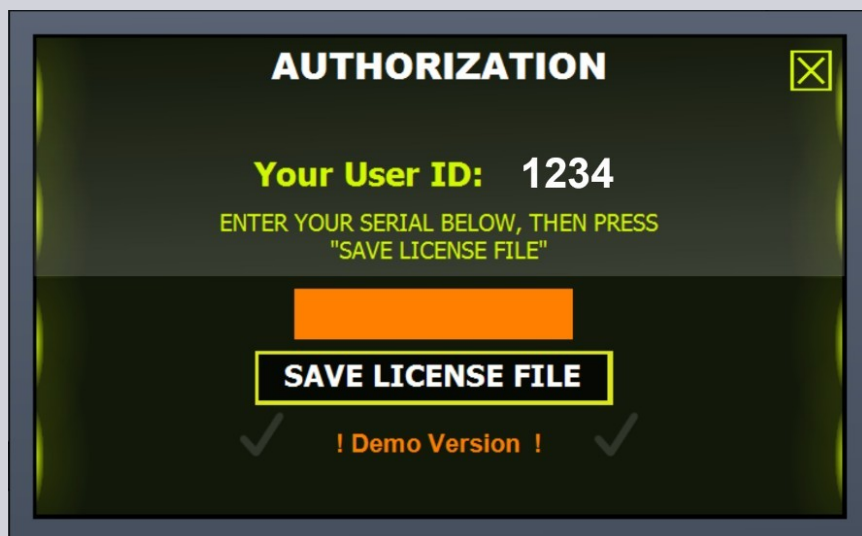 AUTHORIZATION
Your User ID: 1234
ENTER YOUR SERIAL BELOW, THEN PRESS
"SAVE LICENSE FILE"
SAVE LICENSE FILE
! Demo Version !